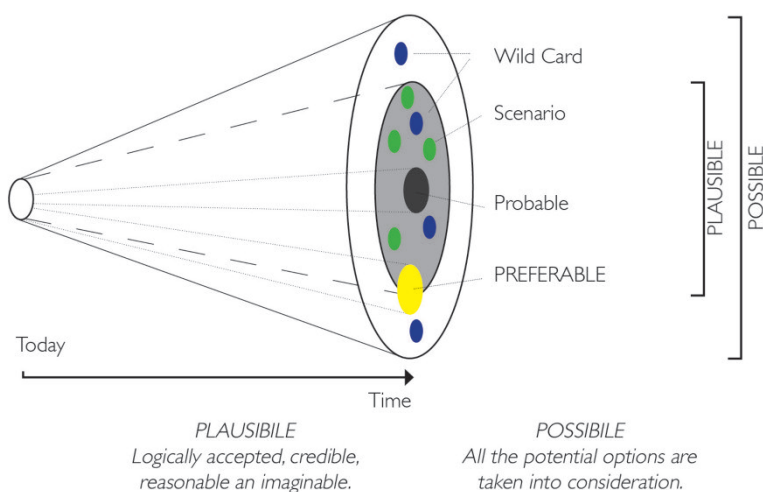 Wild Card
Scenario
Probable
PREFERABLE
PLAUSIBLE
POSSIBLE
Today
Time
PLAUSIBILE
Logically accepted, credible,
reasonable an imaginable.
POSSIBILE
All the potential options are
taken into consideration.